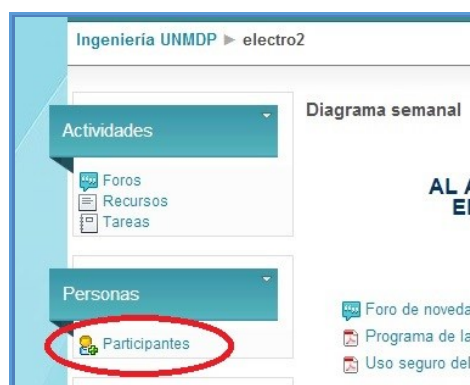 Ingeniería UNMDP ► electro2
Diagrama semanal
Actividades
Foros
Recursos
Tareas
AL
Personas
Participantes
Foro de noveda
Programa de la
Uso seguro del